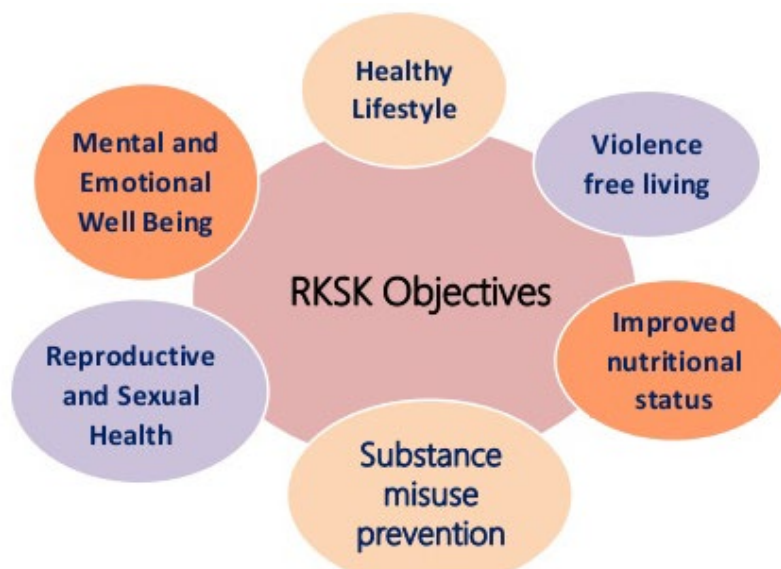 Healthy
Lifestyle
Violence
free living
Improved
nutritional
status
Substance
misuse
prevention
Reproductive
and Sexual
Health
Mental and
Emotional
Well Being
RKSK Objectives